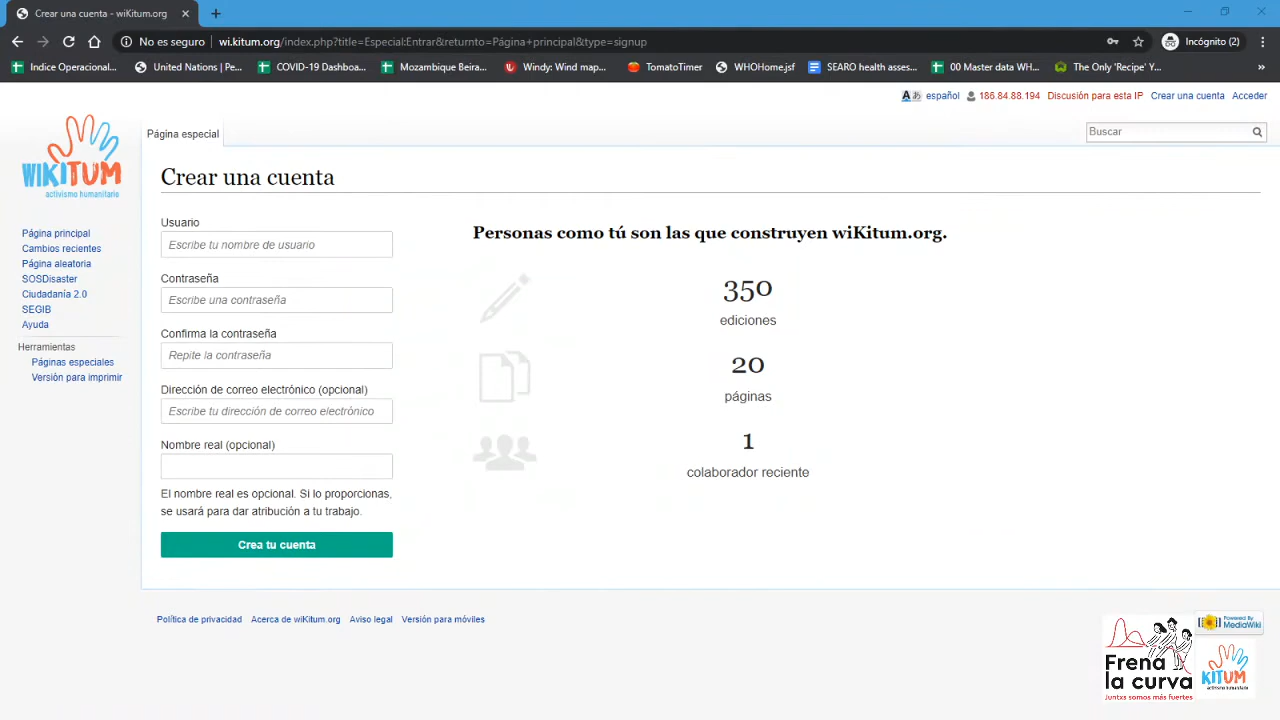 Crear una cuenta - wiKitum.org
No es seguro
wi.kitum.org/index.php?title=Especial:Entrar&returnto=Página+principal&type=signup
Incógnito (2)
Indice Operacional...
United Nations | Pe...
COVID-19 Dashboa...
Mozambique Beira...
Windy: Wind map...
TomatoTimer
WHOHome.jsf
SEARO health asses...
00 Master data WH...
The Only 'Recipe' Y...
»
español
186.84.88.194
Discusión para esta IP
Crear una cuenta
Acceder
WIKITUM
activismo humanitario
Página especial
Buscar
Página principal
Cambios recientes
Página aleatoria
SOSDisaster
Ciudadanía 2.0
SEGIB
Ayuda
Herramientas
Páginas especiales
Versión para imprimir
Crear una cuenta
Usuario
Escribe tu nombre de usuario
Contraseña
Escribe una contraseña
Confirma la contraseña
Repite la contraseña
Dirección de correo electrónico (opcional)
Escribe tu dirección de correo electrónico
Nombre real (opcional)
El nombre real es opcional. Si lo proporcionas,
se usará para dar atribución a tu trabajo.
Crea tu cuenta
Personas como tú son las que construyen wiKitum.org.
350
ediciones
20
páginas
1
colaborador reciente
Política de privacidad
Acerca de wiKitum.org
Aviso legal
Versión para móviles
Frena
la curva
Juntxs somos más fuertes
Powered By
MediaWiki
KITUM
activismo humanitario